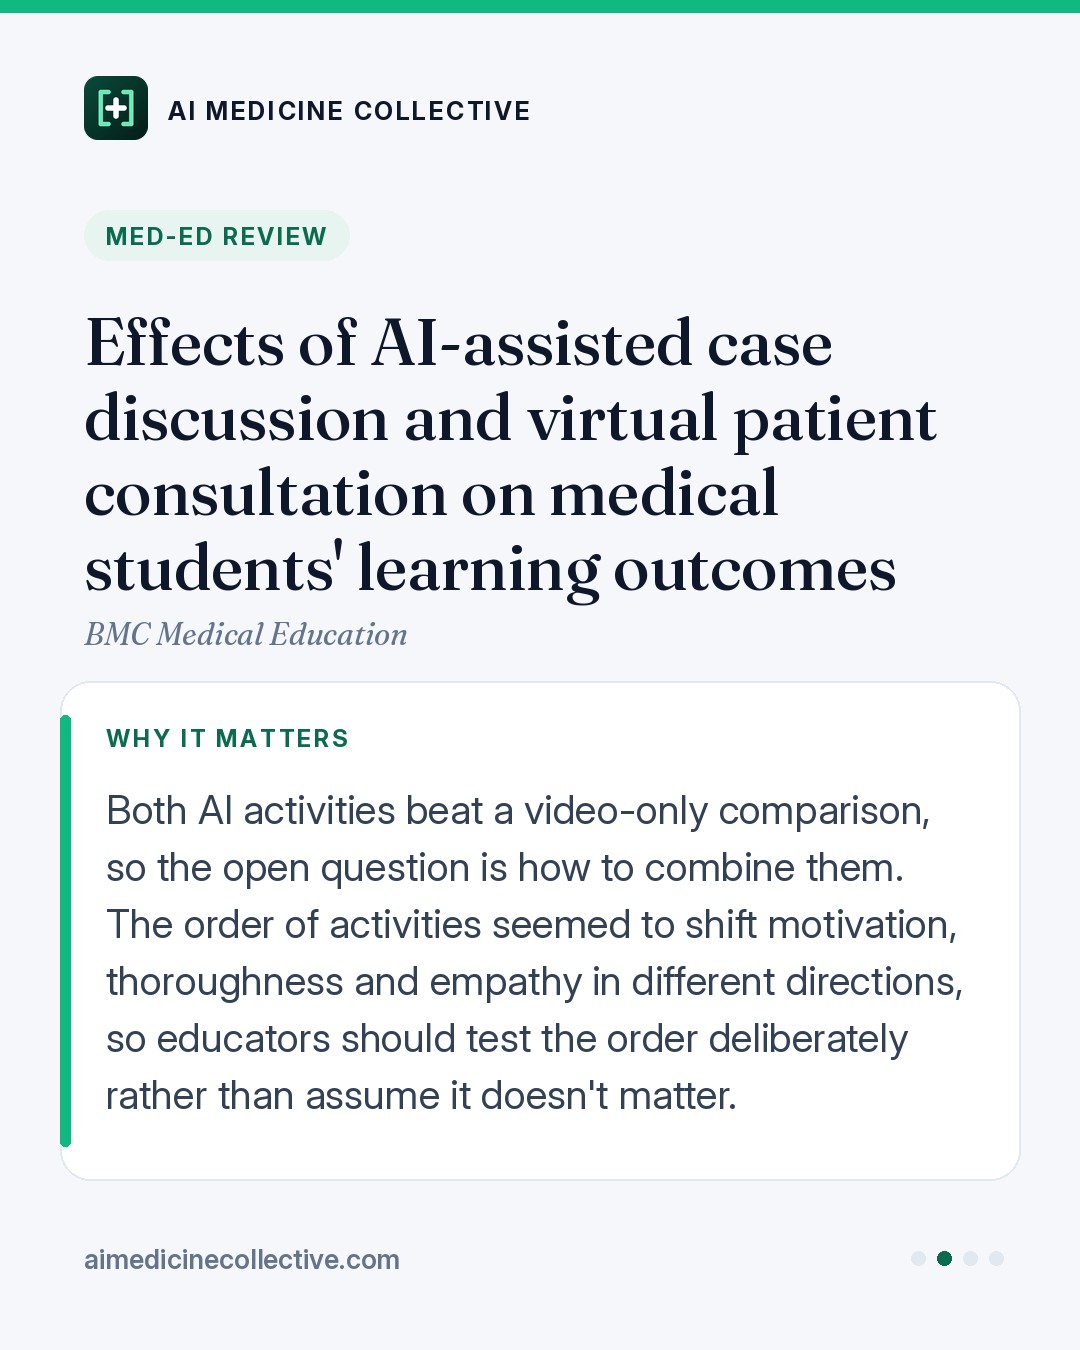 AI MEDICINE COLLECTIVE
MED-ED REVIEW
Effects of AI-assisted case
discussion and virtual patient
consultation on medical
students' learning outcomes
BMC Medical Education
WHY IT MATTERS
Both AI activities beat a video-only comparison,
so the open question is how to combine them.
The order of activities seemed to shift motivation,
thoroughness and empathy in different directions,
so educators should test the order deliberately
rather than assume it doesn't matter.
aimedicinecollective.com